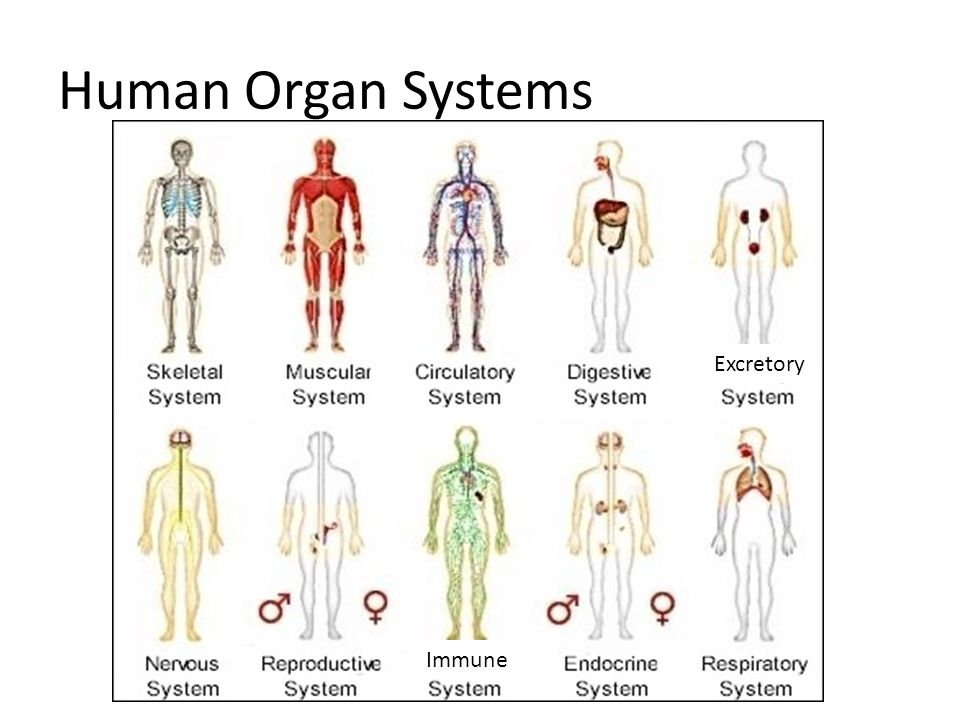 Human Organ Systems
Skeletal System
Muscular System
Circulatory System
Digestive System
Excretory System
Nervous System
Reproductive System
Immune System
Endocrine System
Respiratory System